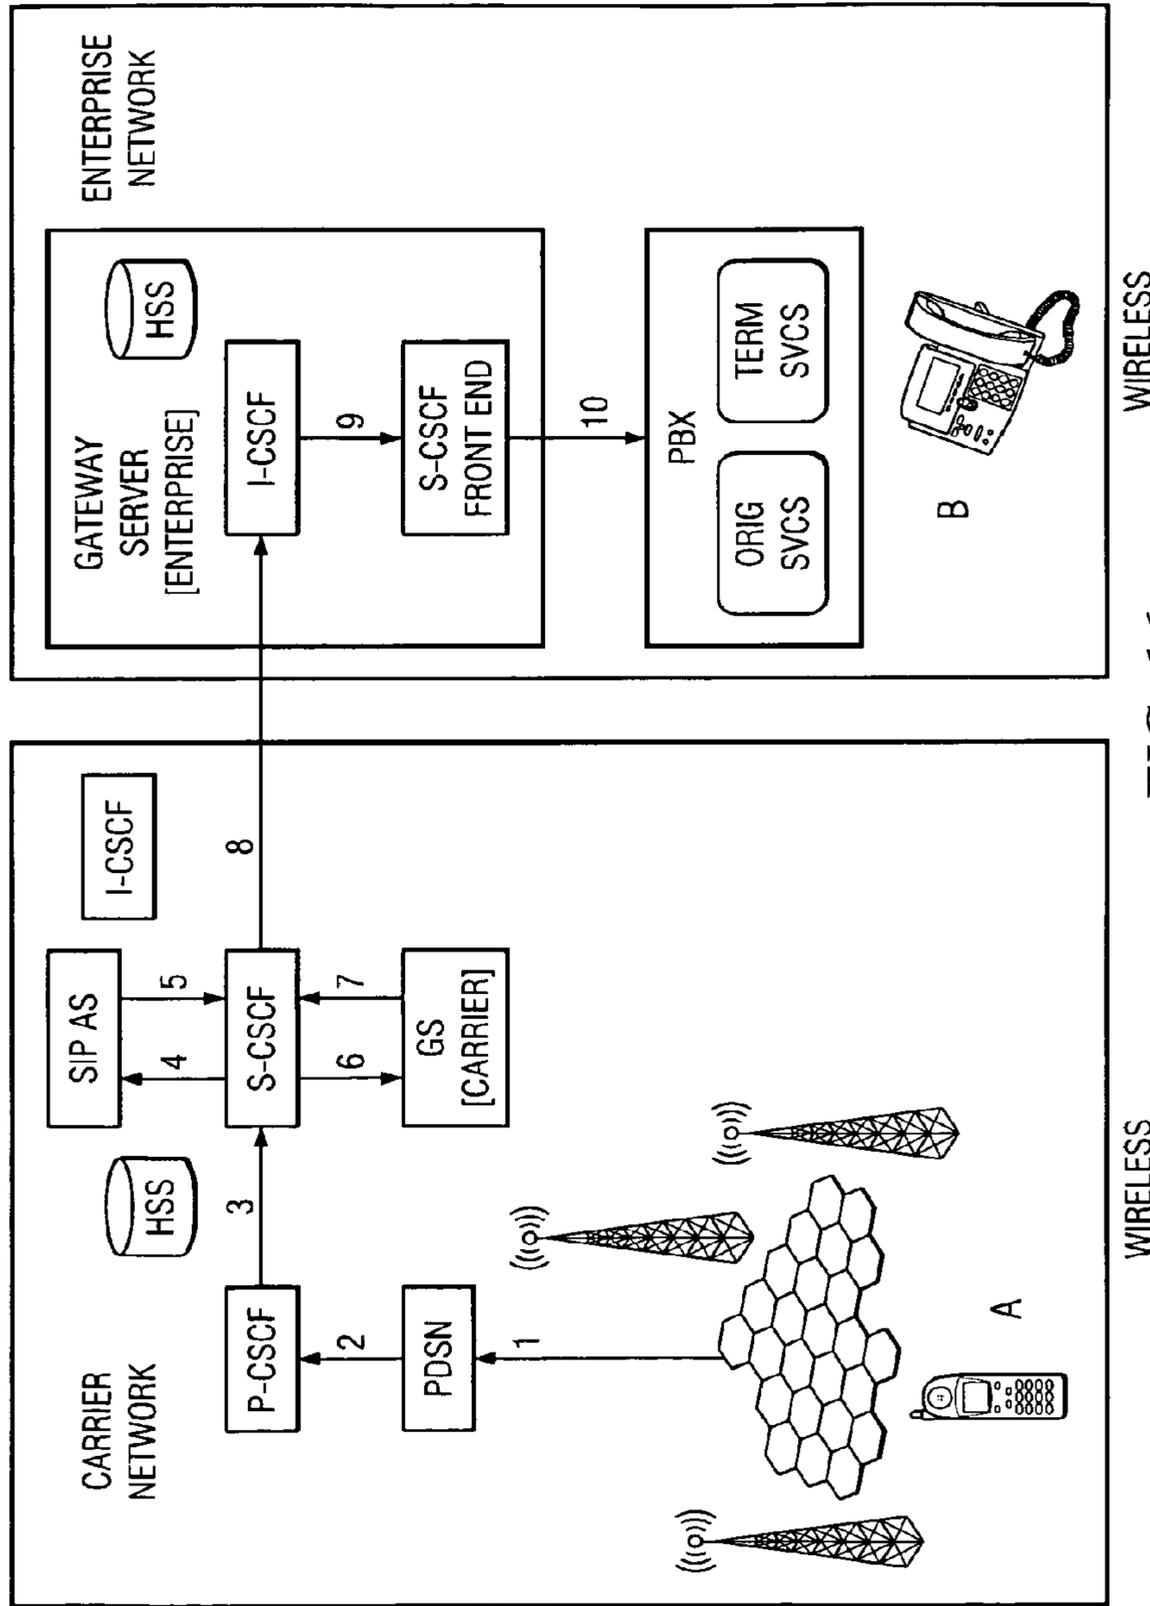 CARRIER
NETWORK
P-CSCF
2
PDSN
1
HSS
3
SIP AS
4
5
S-CSCF
6
7
GS
[CARRIER]
I-CSCF
8
A
WIRELESS
ENTERPRISE
NETWORK
GATEWAY
SERVER
[ENTERPRISE]
HSS
I-CSCF
9
S-CSCF
FRONT END
10
PBX
ORIG
SVCS
TERM
SVCS
B
WIRELESS